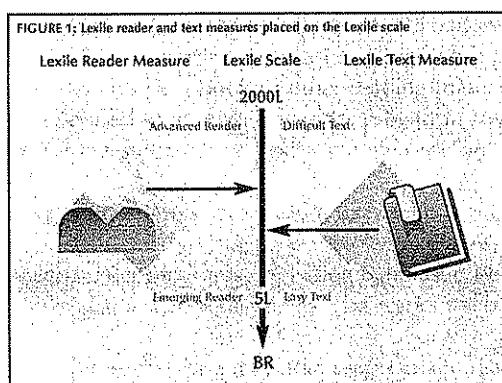 FIGURE 1: Lexile reader and text measures placed on the Lexile scale
Lexile Reader Measure Lexile Scale Lexile Text Measure
2000L
Advanced Reader Difficult Text
Emerging Reader 5L Easy Text
BR